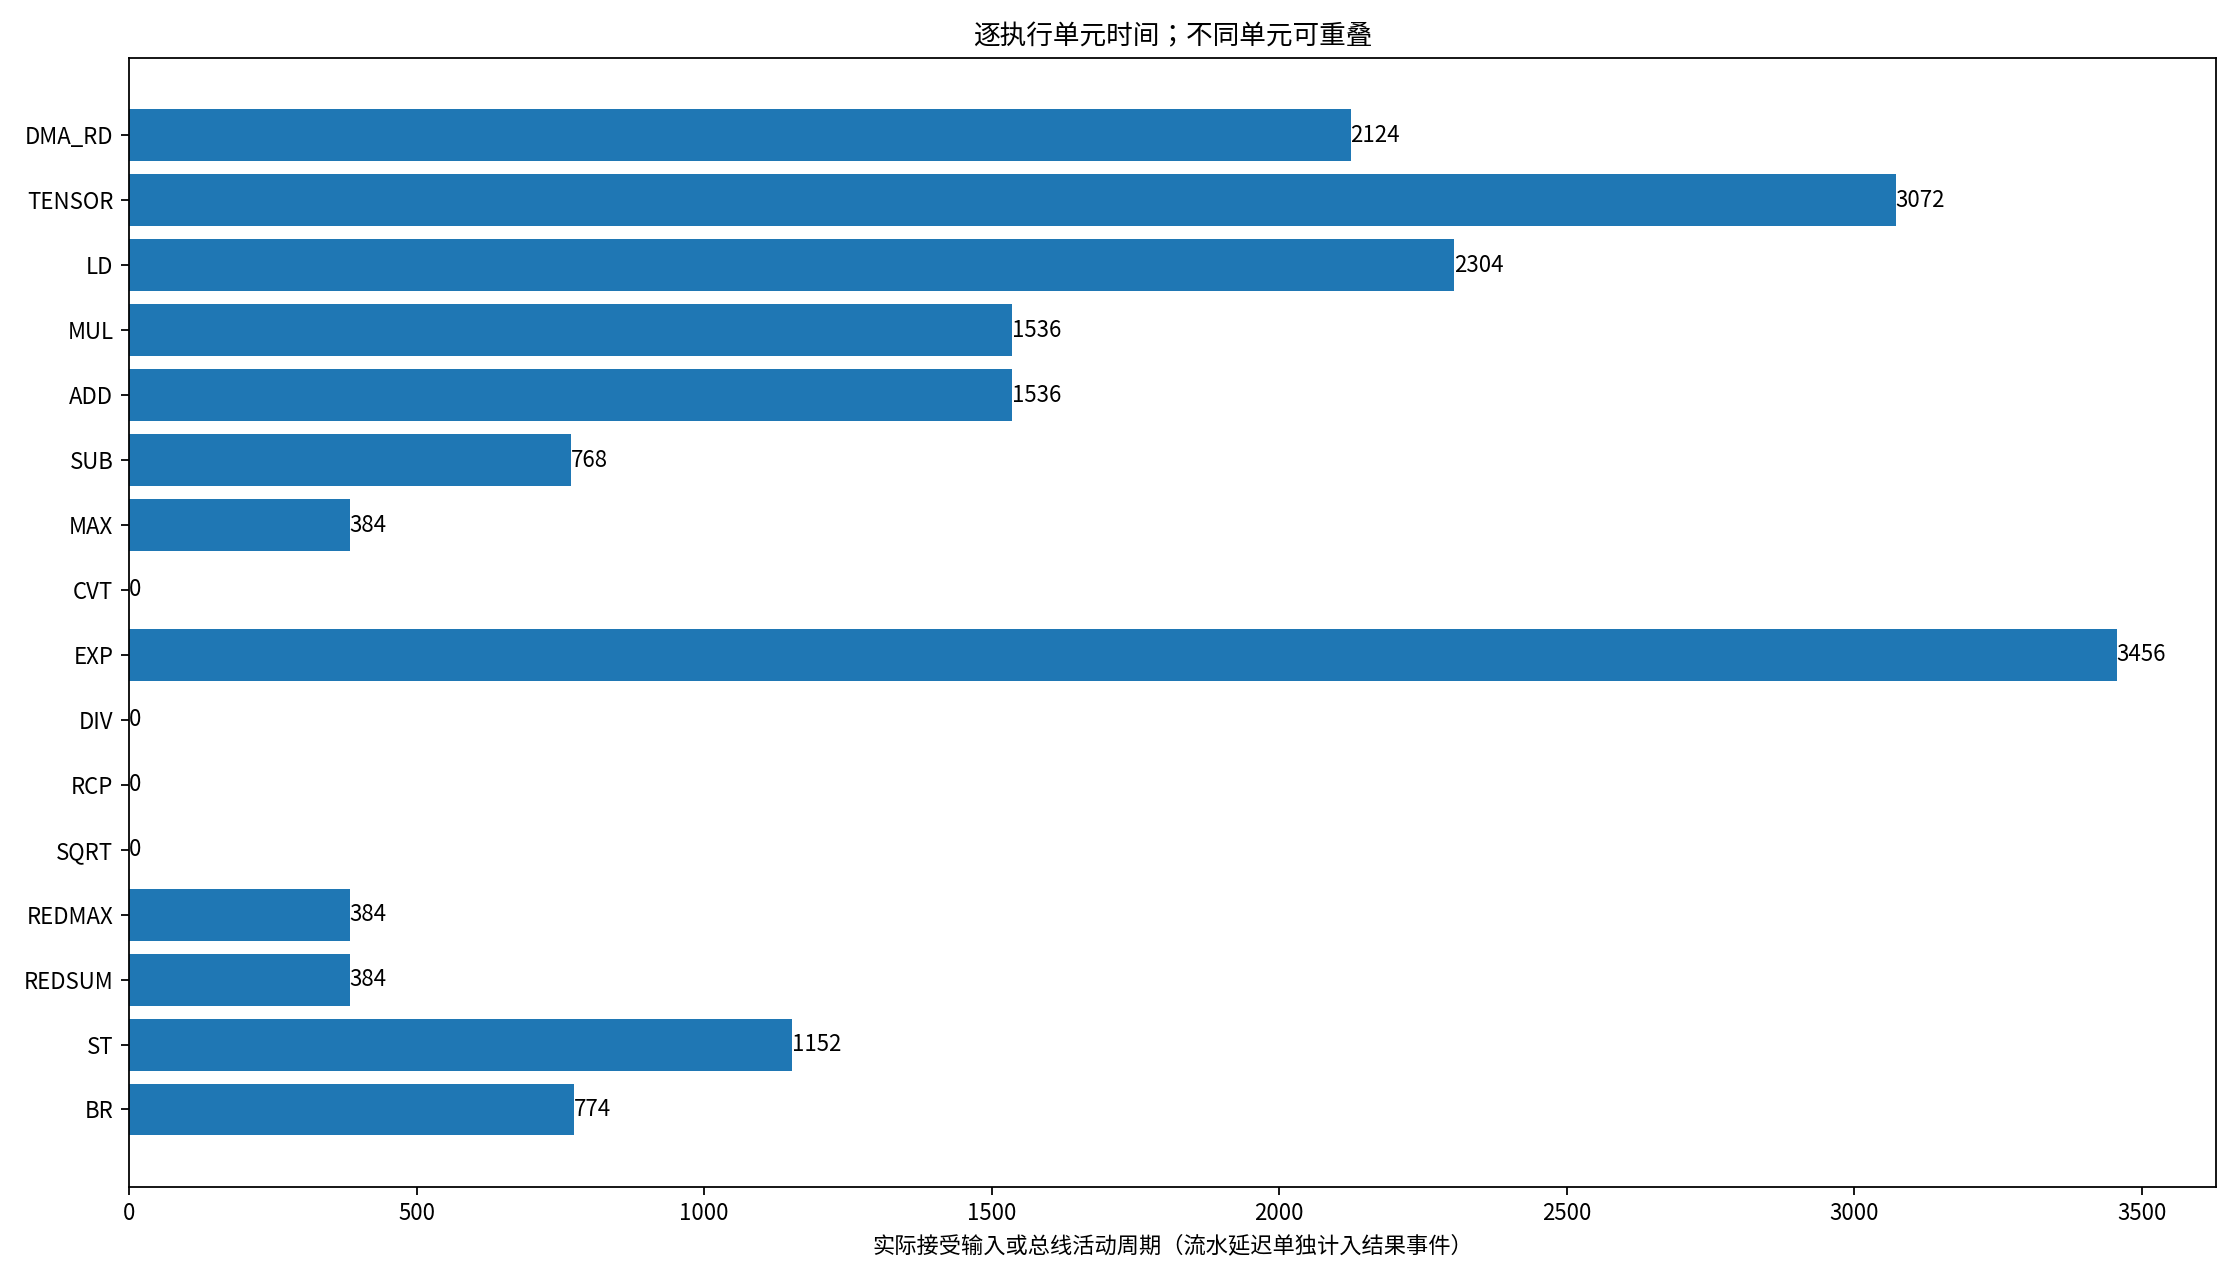 逐执行单元时间；不同单元可重叠
DMA_RD 2124
TENSOR 3072
LD 2304
MUL 1536
ADD 1536
SUB 768
MAX 384
CVT 0
EXP 3456
DIV 0
RCP 0
SQRT 0
REDMAX 384
REDSUM 384
ST 1152
BR 774
0 500 1000 1500 2000 2500 3000 3500
实际接受输入或总线活动周期（流水延迟单独计入结果事件）